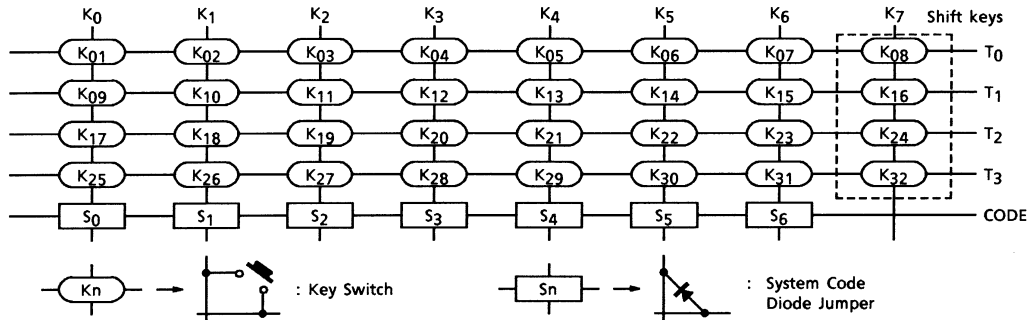 K0 K1 K2 K3 K4 K5 K6 K7 Shift keys
K01 K02 K03 K04 K05 K06 K07 K08 T0
K09 K10 K11 K12 K13 K14 K15 K16 T1
K17 K18 K19 K20 K21 K22 K23 K24 T2
K25 K26 K27 K28 K29 K30 K31 K32 T3
S0 S1 S2 S3 S4 S5 S6 CODE
Kn : Key Switch
Sn : System Code
Diode Jumper